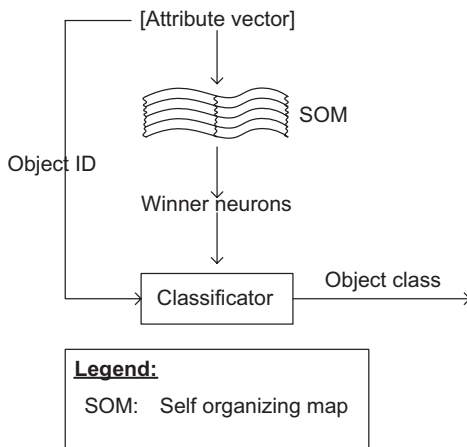 [Attribute vector]
SOM
Object ID
Winner neurons
Object class
Classificator
Legend:
SOM: Self organizing map